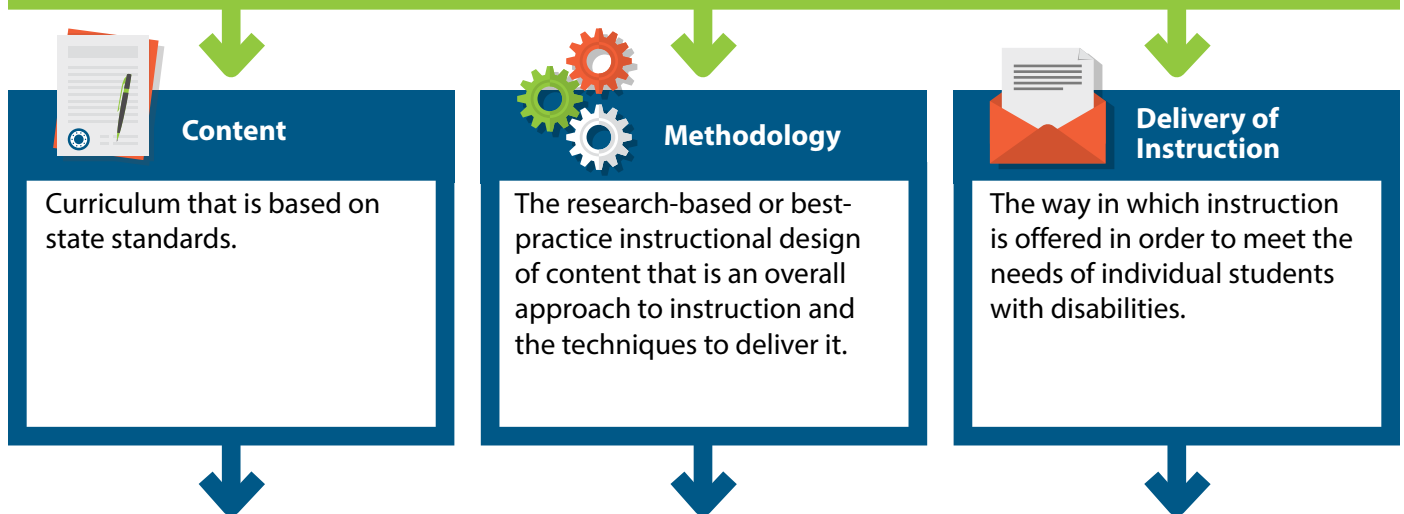 Content
Curriculum that is based on
state standards.
Methodology
The research-based or best-
practice instructional design
of content that is an overall
approach to instruction and
the techniques to deliver it.
Delivery of
Instruction
The way in which instruction
is offered in order to meet the
needs of individual students
with disabilities.